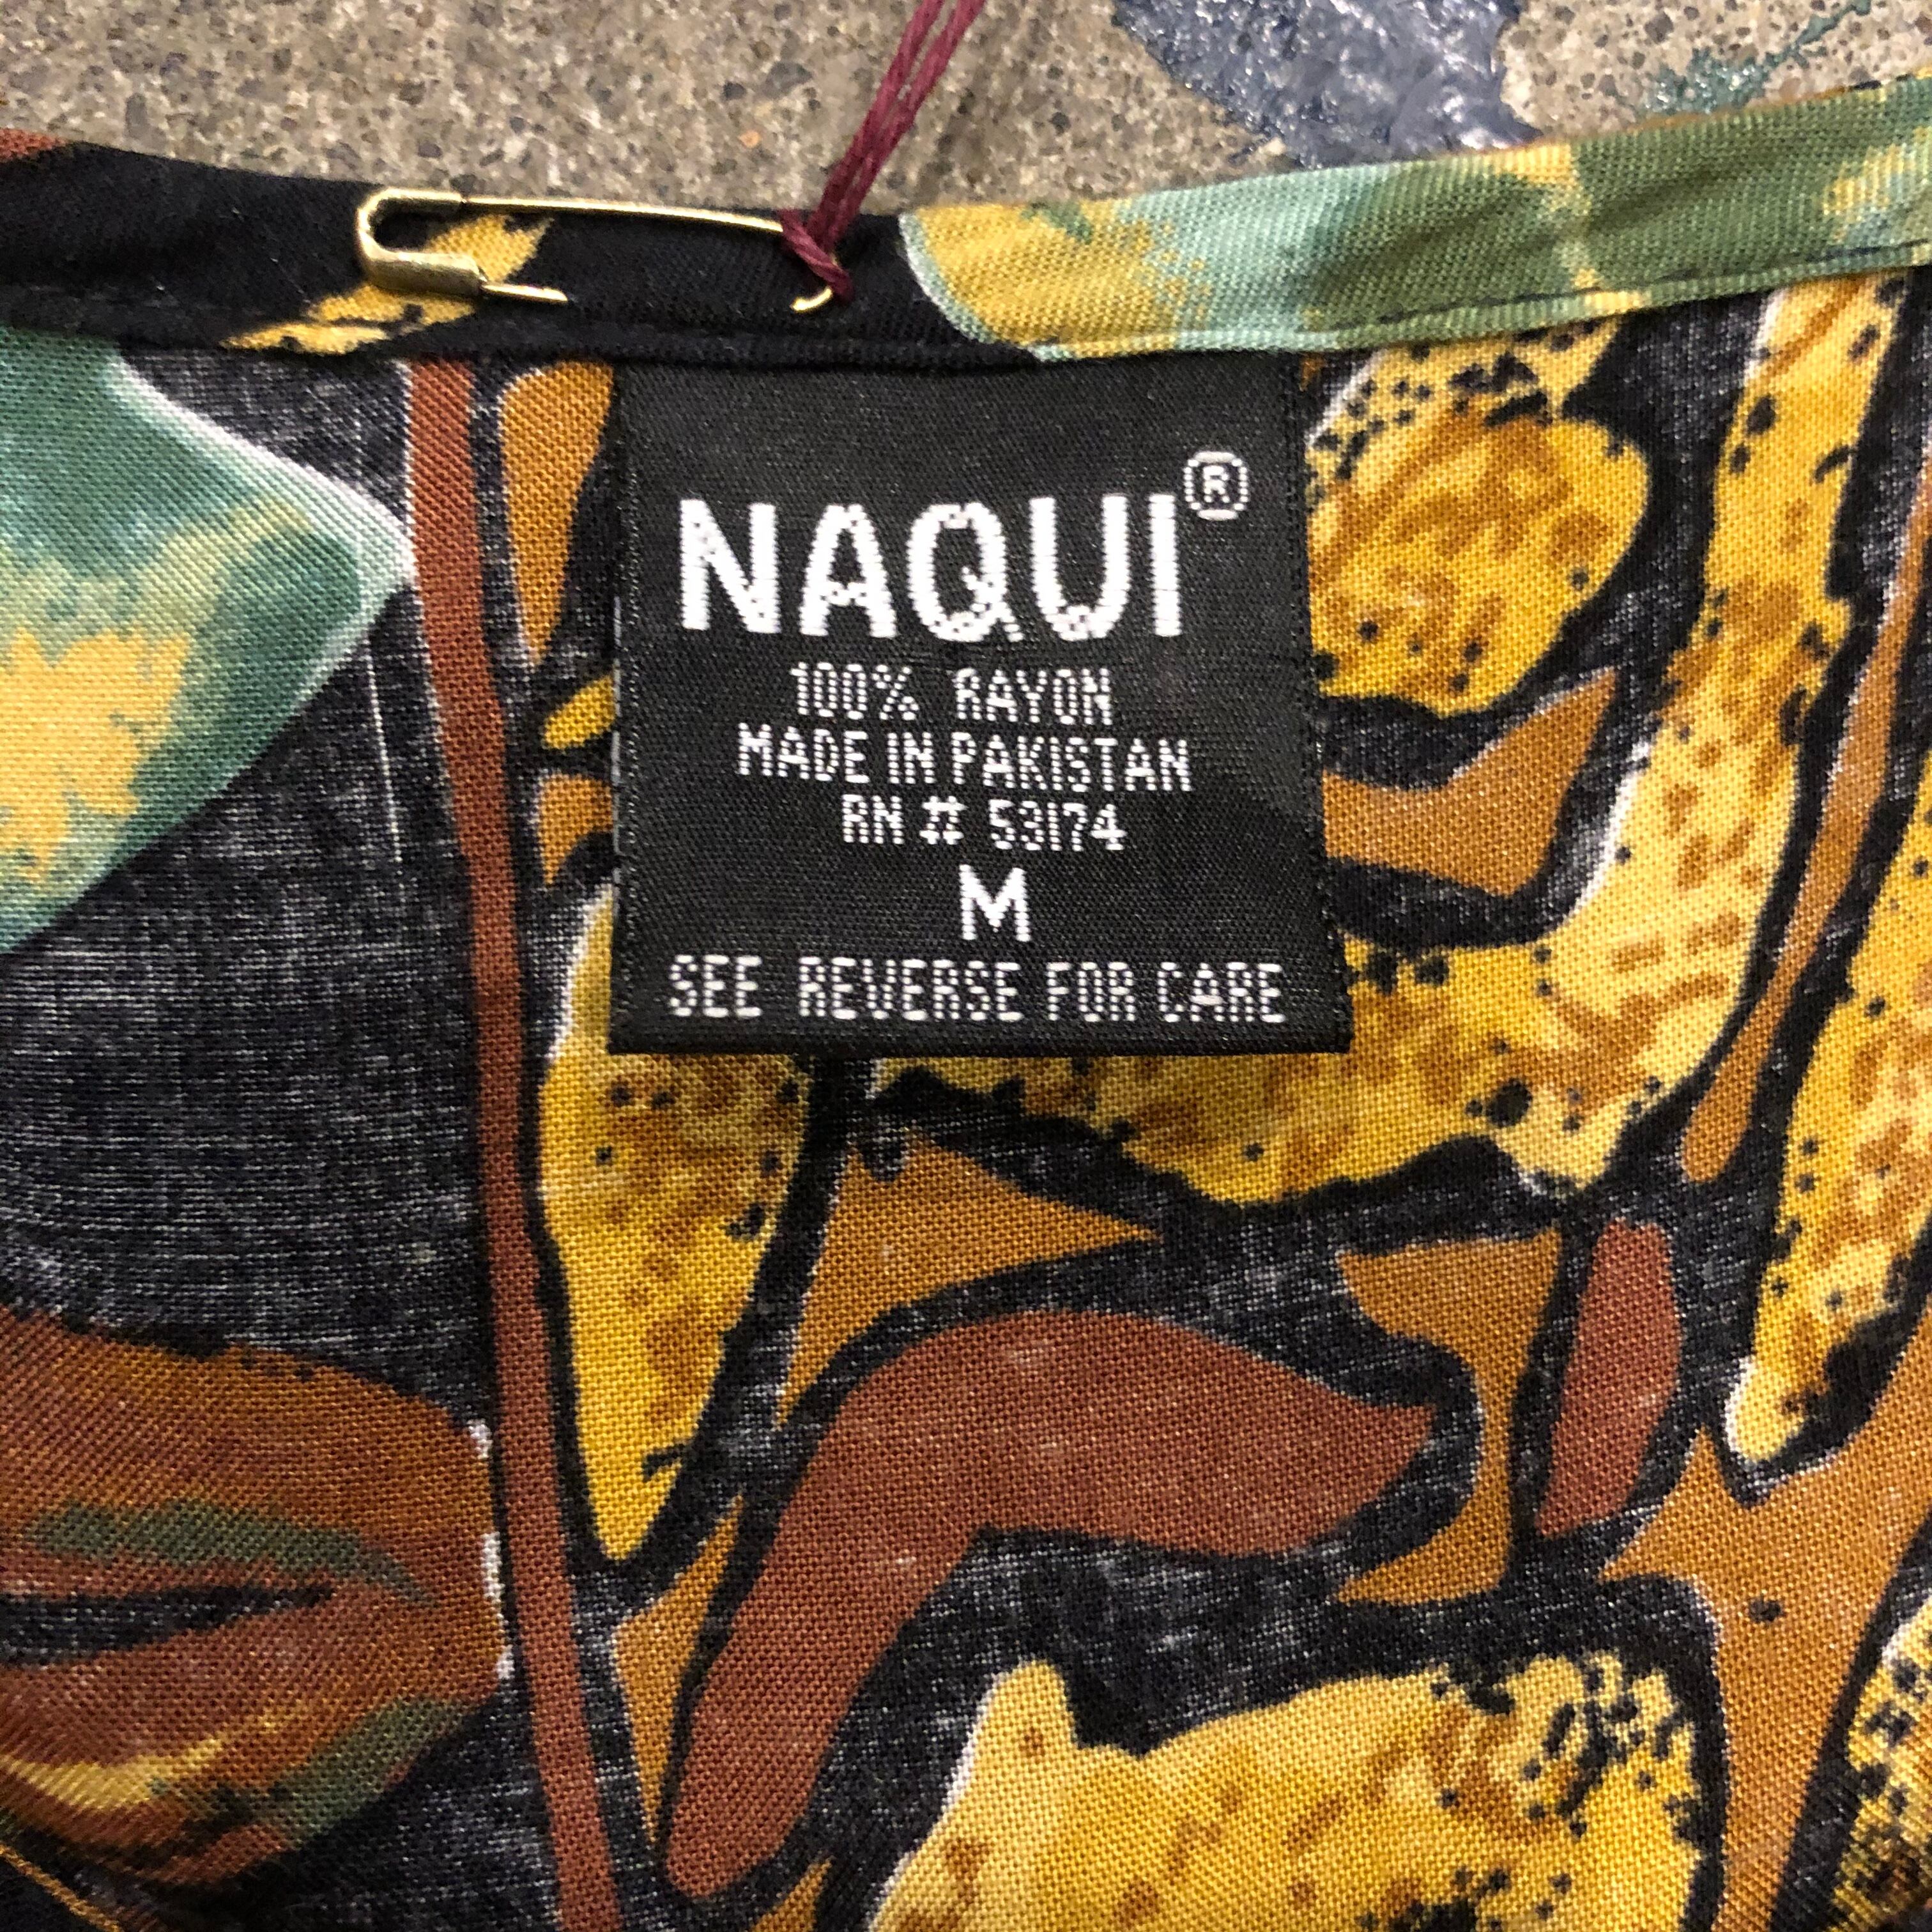 NAQUI®
100% RAYON
MADE IN PAKISTAN
RN # 53174
M
SEE REVERSE FOR CARE